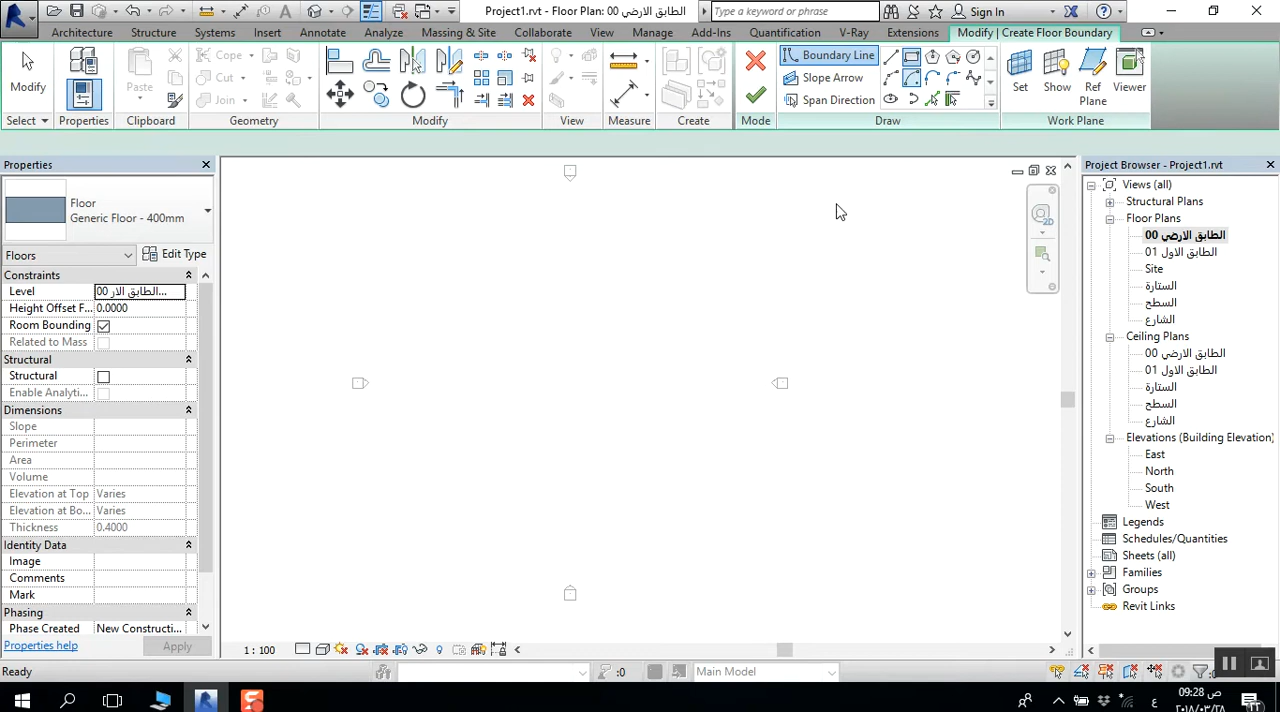 Project1.rvt - Floor Plan: الطابق الارضي 00
Type a keyword or phrase
Sign In
Architecture
Structure
Systems
Insert
Annotate
Analyze
Massing & Site
Collaborate
View
Manage
Add-Ins
Quantification
V-Ray
Extensions
Modify | Create Floor Boundary
Modify
Select
Properties
Paste
Clipboard
Cope
Cut
Join
Geometry
Modify
View
Measure
Create
Mode
Boundary Line
Slope Arrow
Span Direction
Draw
Set
Show
Ref
Plane
Viewer
Work Plane
Properties
Floor
Generic Floor - 400mm
Floors
Edit Type
Constraints
Level
الطابق الار 00...
Height Offset F...
0.0000
Room Bounding
Related to Mass
Structural
Structural
Enable Analyti...
Dimensions
Slope
Perimeter
Area
Volume
Elevation at Top
Varies
Elevation at Bo...
Varies
Thickness
0.4000
Identity Data
Image
Comments
Mark
Phasing
Phase Created
New Constructi...
Properties help
Apply
2D
Project Browser - Project1.rvt
Views (all)
Structural Plans
Floor Plans
الطابق الارضي 00
الطابق الاول 01
Site
الستارة
السطح
الشارع
Ceiling Plans
الطابق الارضي 00
الطابق الاول 01
الستارة
السطح
الشارع
Elevations (Building Elevation)
East
North
South
West
Legends
Schedules/Quantities
Sheets (all)
Families
Groups
Revit Links
1 : 100
Ready
:0
Main Model
09:28 ص
٢٠١٨/٠٣/٢٨
ع